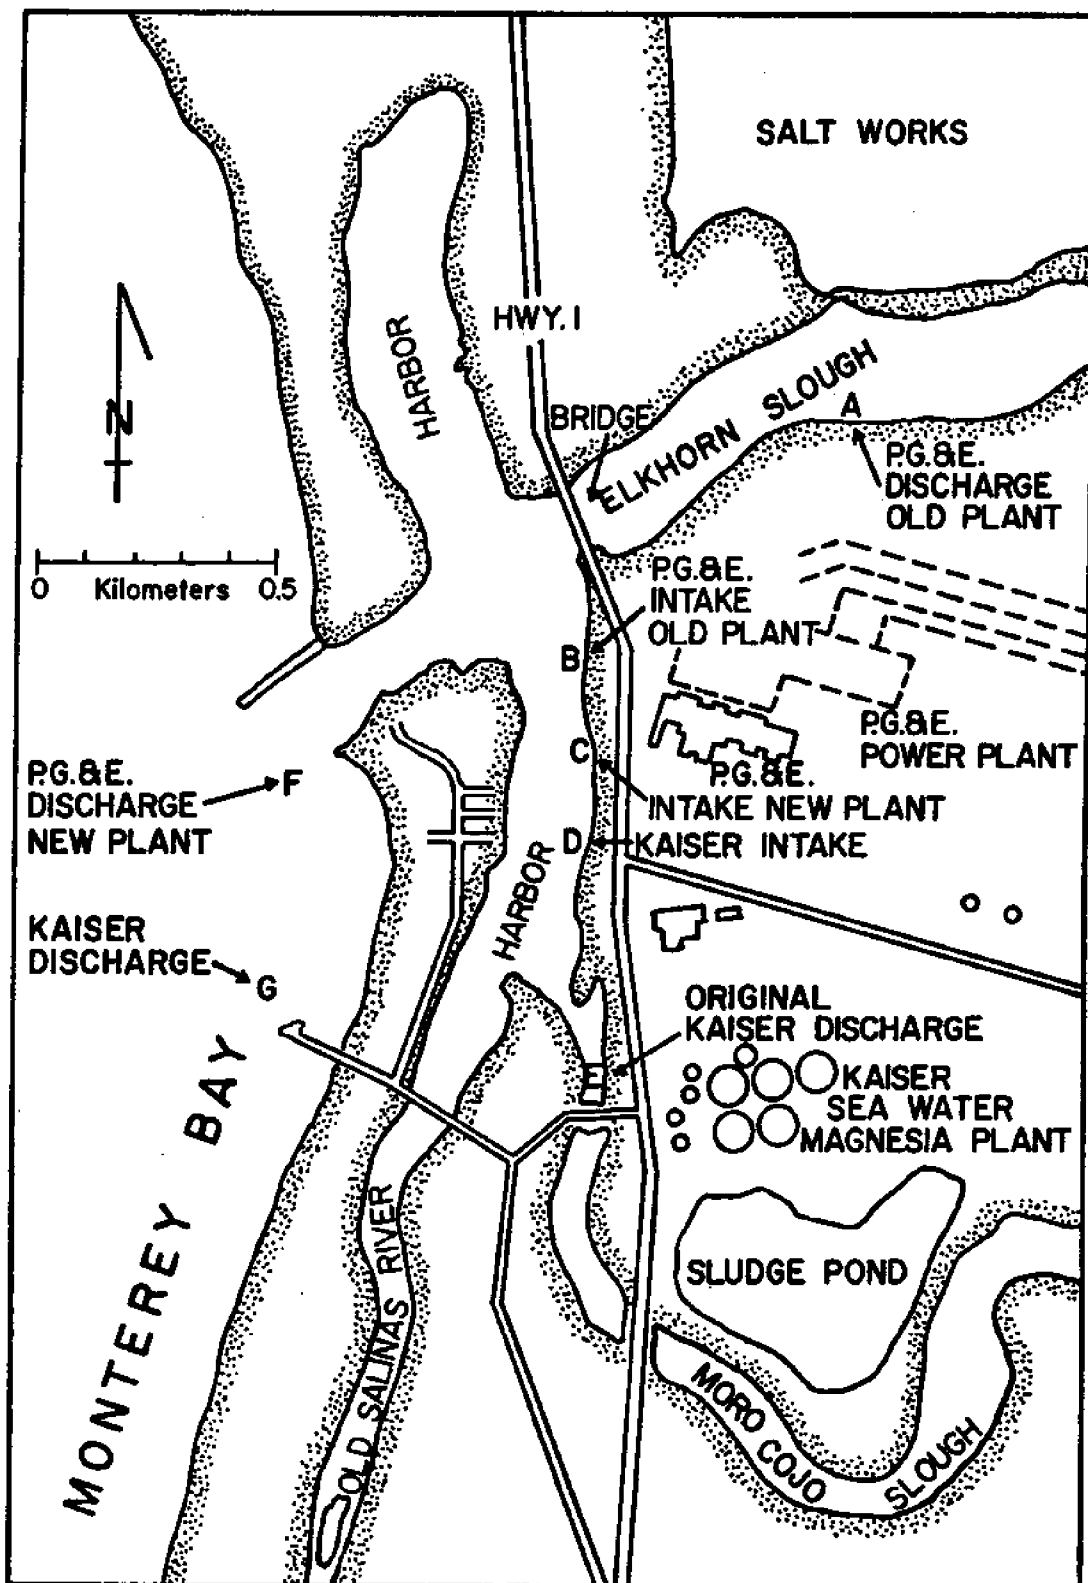 SALT WORKS
HWY. 1
HARBOR
BRIDGE
ELKHORN SLOUGH
A
P.G.&E.
DISCHARGE
OLD PLANT
N
0 Kilometers 0.5
P.G.&E.
INTAKE
OLD PLANT
B
P.G.&E.
POWER PLANT
C
P.G.&E.
INTAKE NEW PLANT
P.G.&E.
DISCHARGE
NEW PLANT
F
D
KAISER INTAKE
HARBOR
KAISER
DISCHARGE
G
ORIGINAL
KAISER DISCHARGE
E
KAISER
SEA WATER
MAGNESIA PLANT
MONTEREY BAY
OLD SALINAS RIVER
SLUDGE POND
MORO COJO SLOUGH